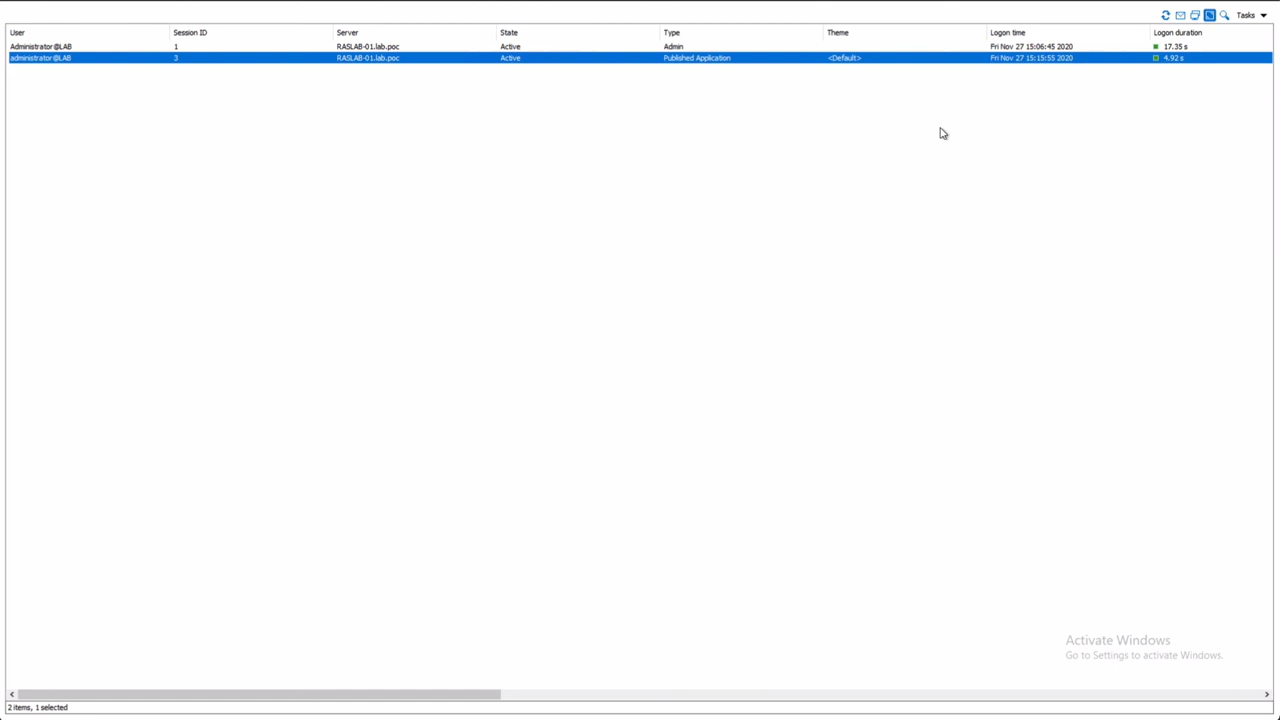 Tasks
User Session ID Server State Type Theme Logon time Logon duration
Administrator@LAB 1 RASLAB-01.lab.poc Active Admin Fri Nov 27 15:06:45 2020 17.35 s
administrator@LAB 3 RASLAB-01.lab.poc Active Published Application <Default> Fri Nov 27 15:15:55 2020 4.92 s
Activate Windows
Go to Settings to activate Windows.
2 items, 1 selected